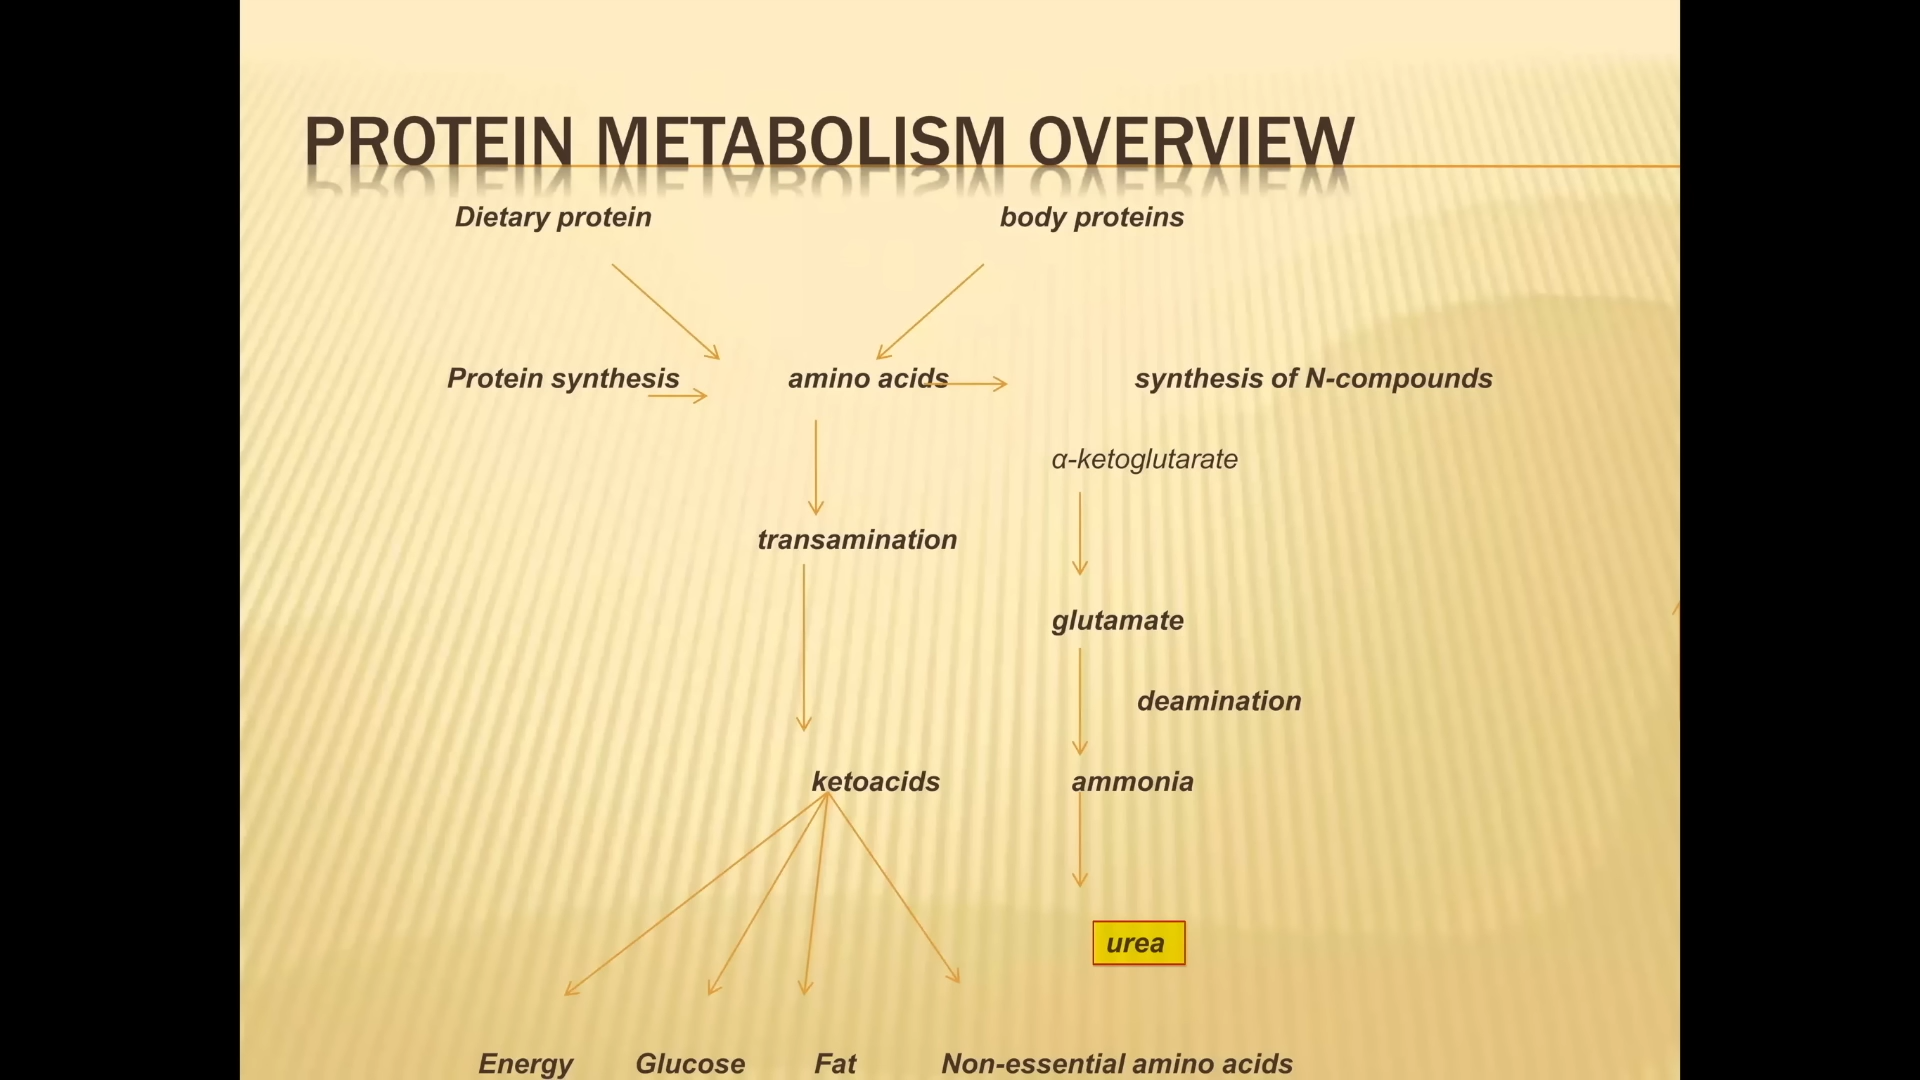 PROTEIN METABOLISM OVERVIEW
Dietary protein body proteins
Protein synthesis amino acids synthesis of N-compounds
α-ketoglutarate
transamination
glutamate
deamination
ketoacids ammonia
urea
Energy Glucose Fat Non-essential amino acids